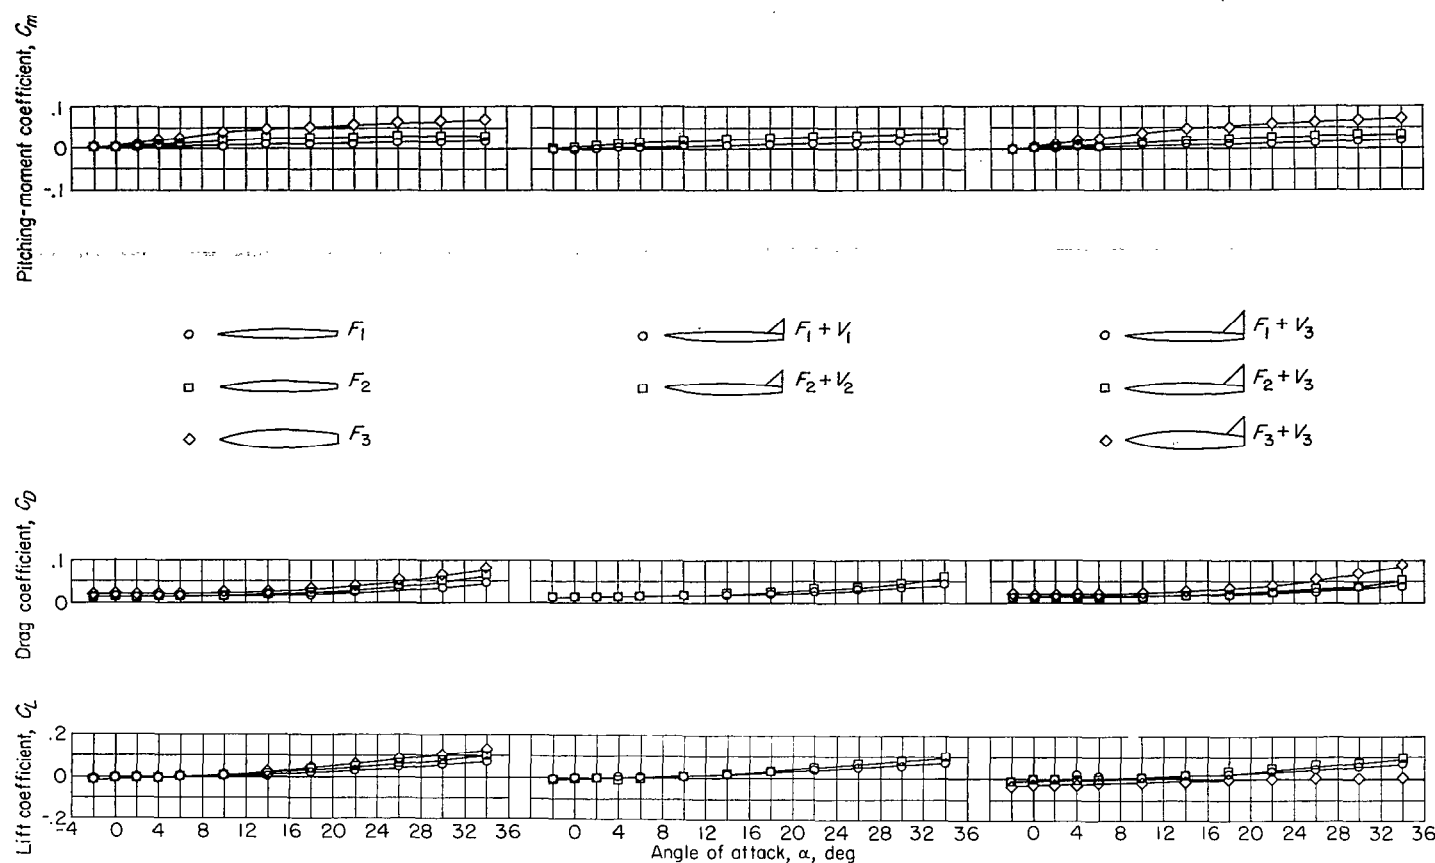 Pitching-moment coefficient, Cm
.1
0
-.1
F1
F2
F3
F1 + V1
F2 + V2
F1 + V3
F2 + V3
F3 + V3
Drag coefficient, CD
.1
0
Lift coefficient, CL
.2
0
-.2
-4 0 4 8 12 16 20 24 28 32 36
0 4 8 12 16 20 24 28 32 36
0 4 8 12 16 20 24 28 32 36
Angle of attack, α, deg